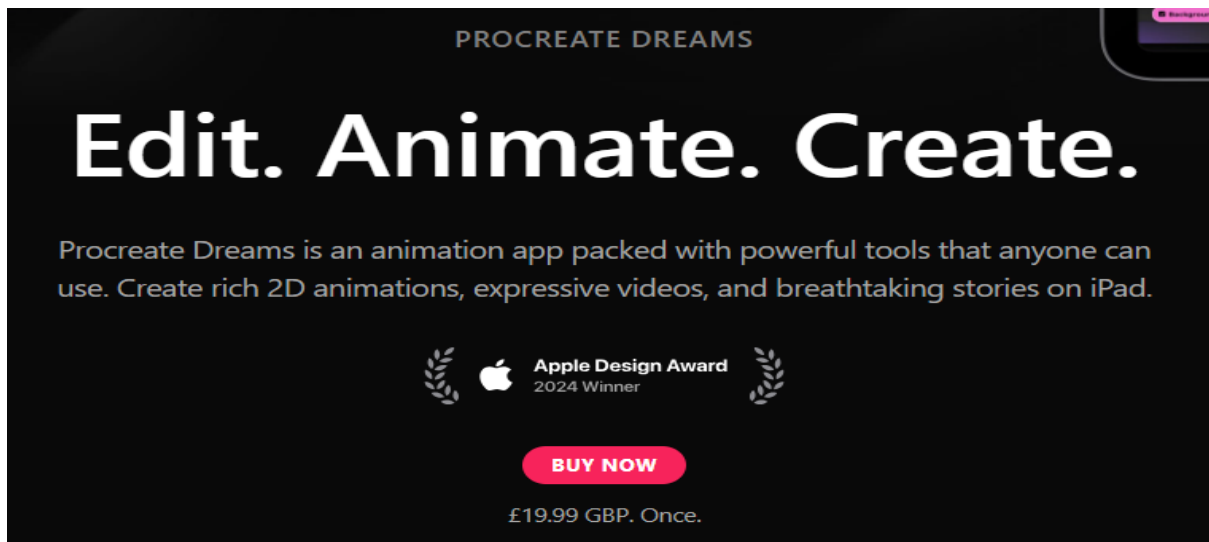 Background
PROCREATE DREAMS
Edit. Animate. Create.
Procreate Dreams is an animation app packed with powerful tools that anyone can
use. Create rich 2D animations, expressive videos, and breathtaking stories on iPad.
Apple Design Award
2024 Winner
BUY NOW
£19.99 GBP. Once.